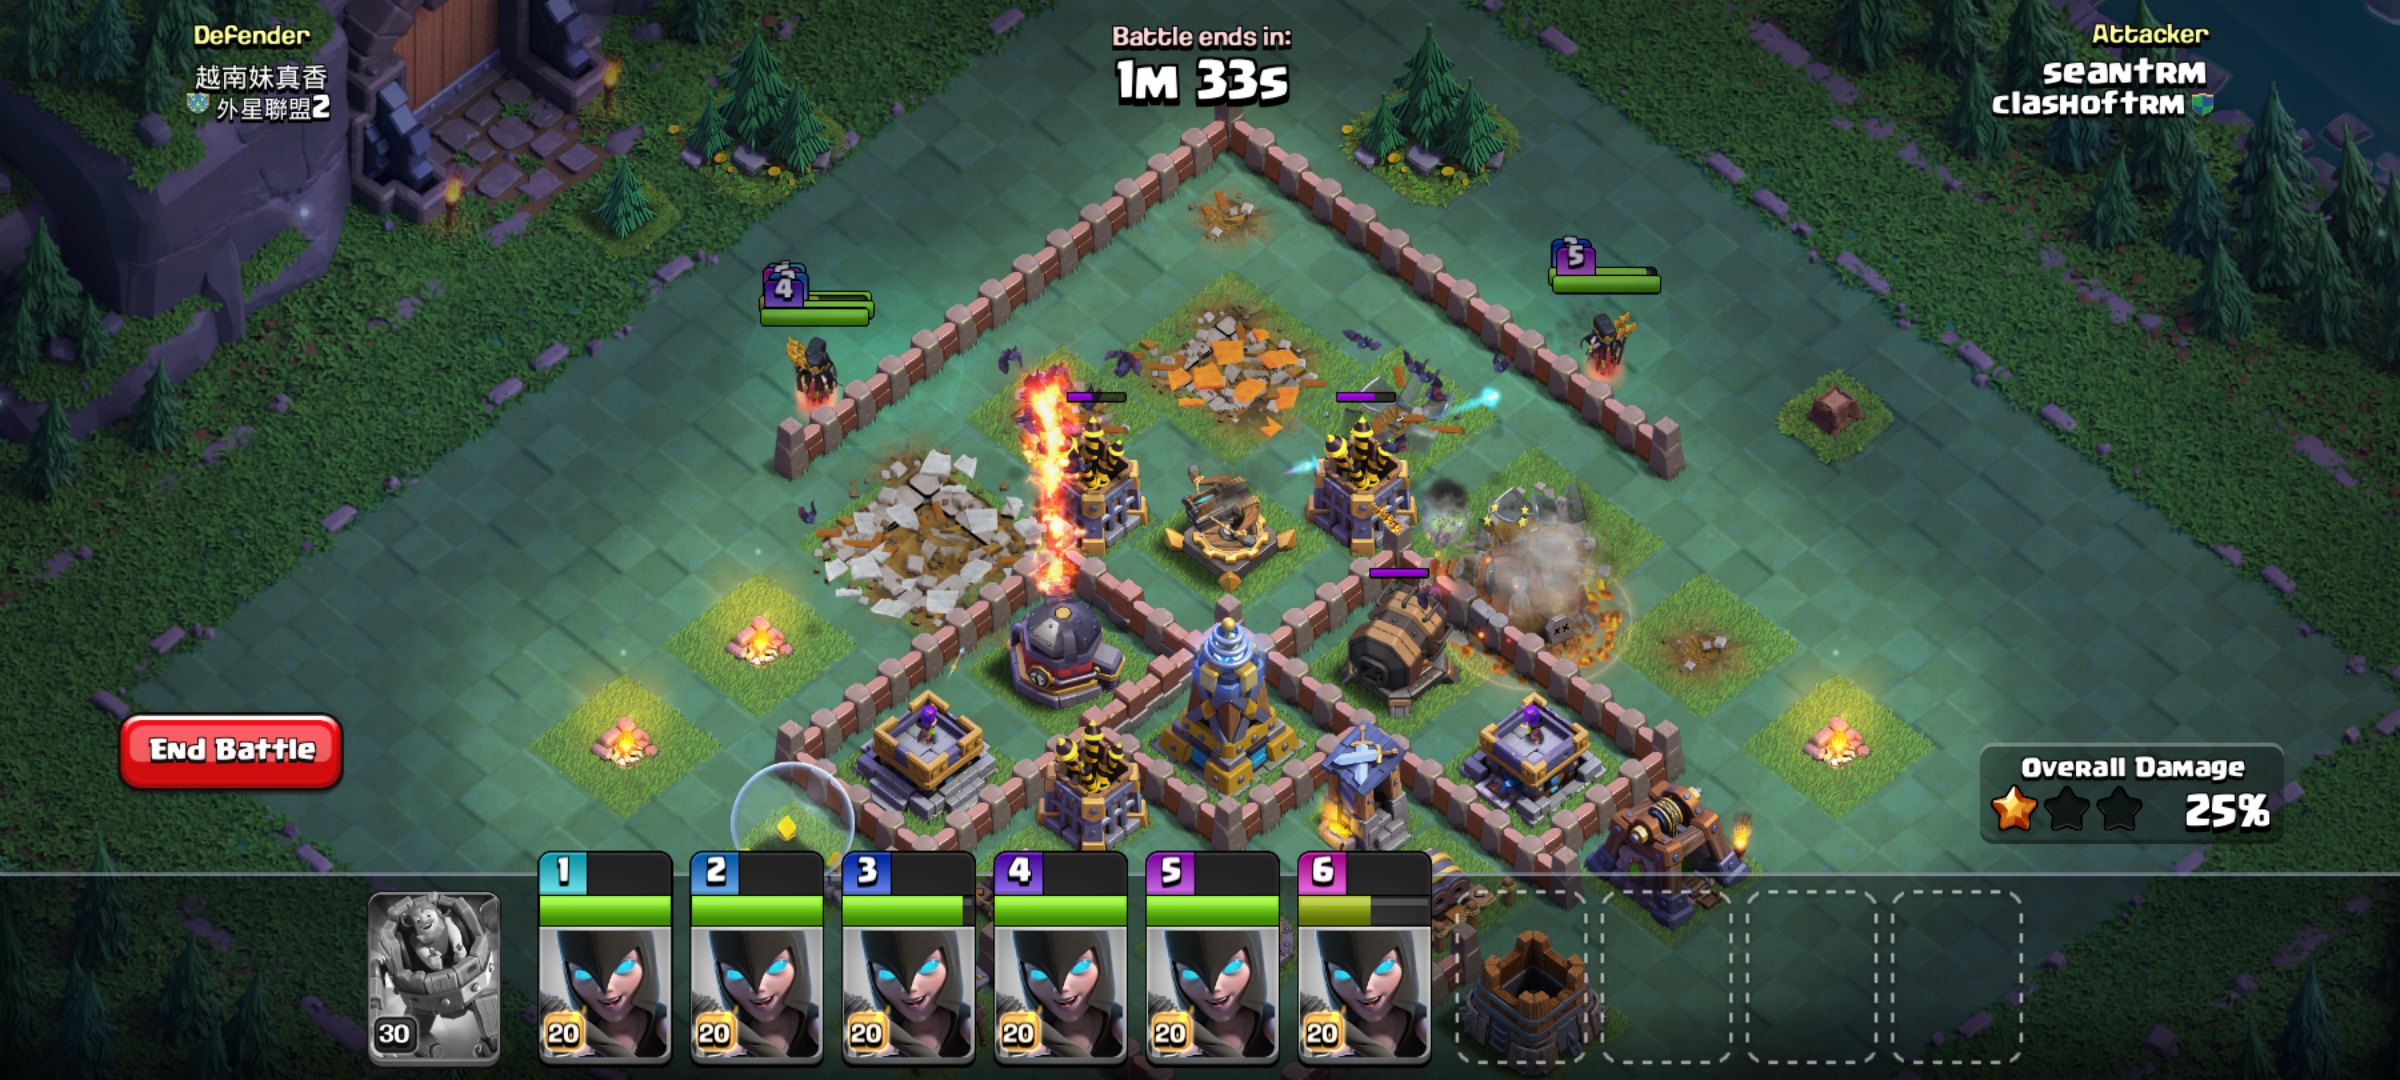 Defender
越南妹真香
外星聯盟2
Battle ends in:
1M 33s
Attacker
seantRM
clashoftRM
4
5
End Battle
Overall Damage
25%
30
1
20
2
20
3
20
4
20
5
20
6
20